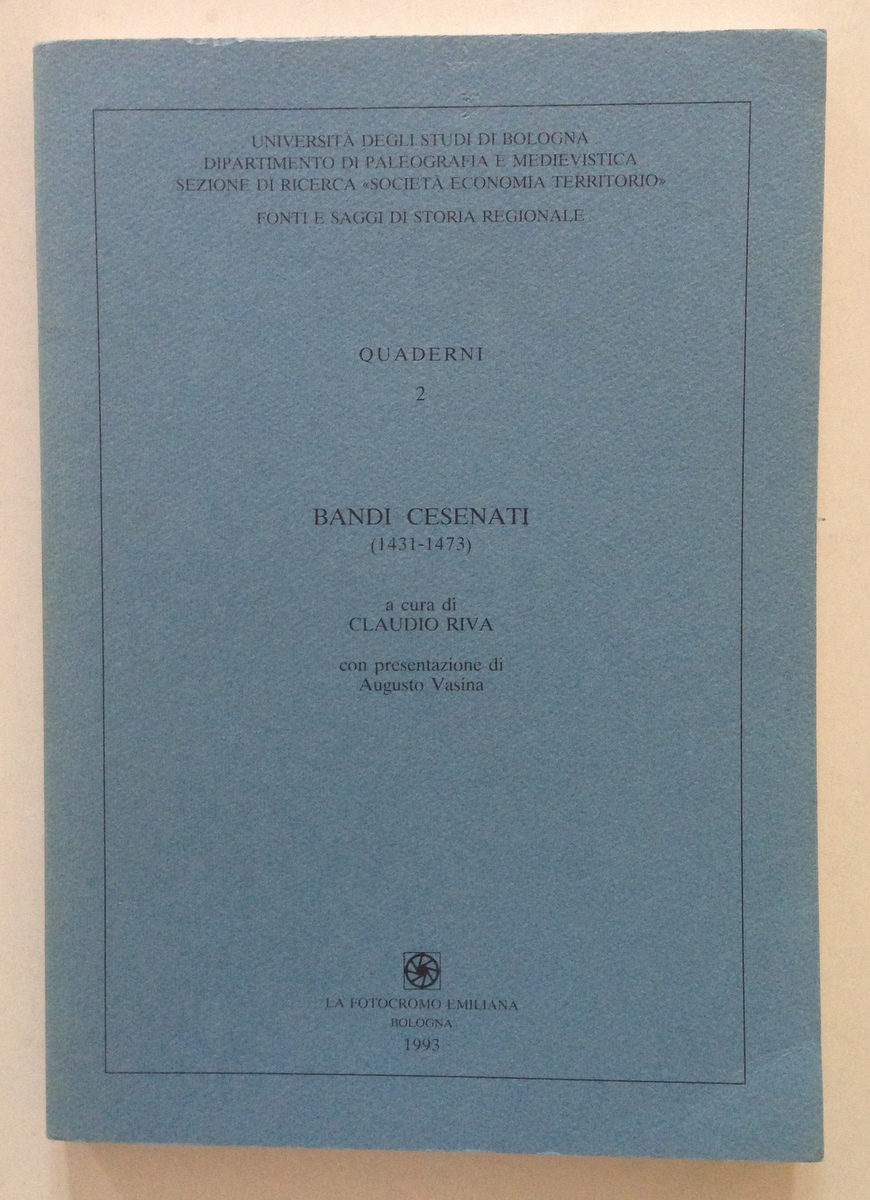 UNIVERSITÀ DEGLI STUDI DI BOLOGNA
DIPARTIMENTO DI PALEOGRAFIA E MEDIEVISTICA
SEZIONE DI RICERCA «SOCIETÀ ECONOMIA TERRITORIO»
FONTI E SAGGI DI STORIA REGIONALE
QUADERNI
2
BANDI CESENATI
(1431-1473)
a cura di
CLAUDIO RIVA
con presentazione di
Augusto Vasina
LA FOTOCROMO EMILIANA
BOLOGNA
1993